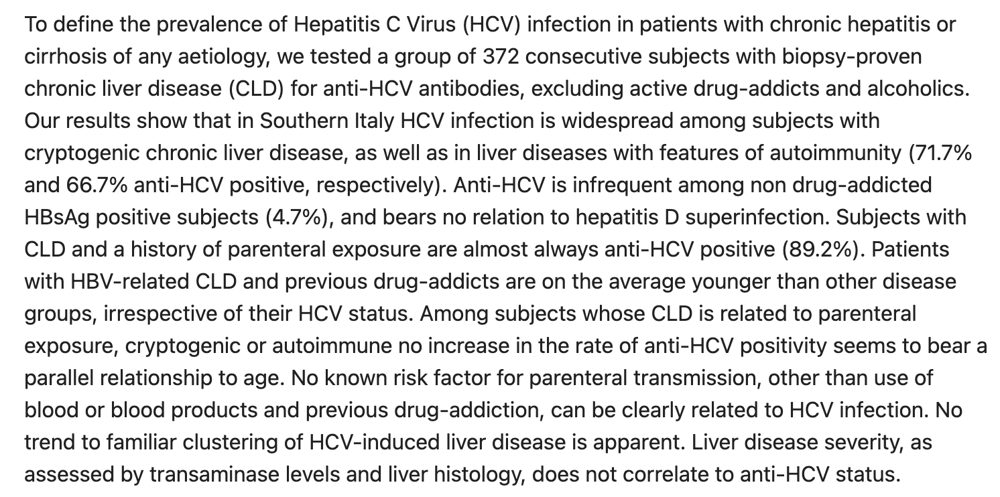 To define the prevalence of Hepatitis C Virus (HCV) infection in patients with chronic hepatitis or
cirrhosis of any aetiology, we tested a group of 372 consecutive subjects with biopsy-proven
chronic liver disease (CLD) for anti-HCV antibodies, excluding active drug-addicts and alcoholics.
Our results show that in Southern Italy HCV infection is widespread among subjects with
cryptogenic chronic liver disease, as well as in liver diseases with features of autoimmunity (71.7%
and 66.7% anti-HCV positive, respectively). Anti-HCV is infrequent among non drug-addicted
HBsAg positive subjects (4.7%), and bears no relation to hepatitis D superinfection. Subjects with
CLD and a history of parenteral exposure are almost always anti-HCV positive (89.2%). Patients
with HBV-related CLD and previous drug-addicts are on the average younger than other disease
groups, irrespective of their HCV status. Among subjects whose CLD is related to parenteral
exposure, cryptogenic or autoimmune no increase in the rate of anti-HCV positivity seems to bear a
parallel relationship to age. No known risk factor for parenteral transmission, other than use of
blood or blood products and previous drug-addiction, can be clearly related to HCV infection. No
trend to familiar clustering of HCV-induced liver disease is apparent. Liver disease severity, as
assessed by transaminase levels and liver histology, does not correlate to anti-HCV status.